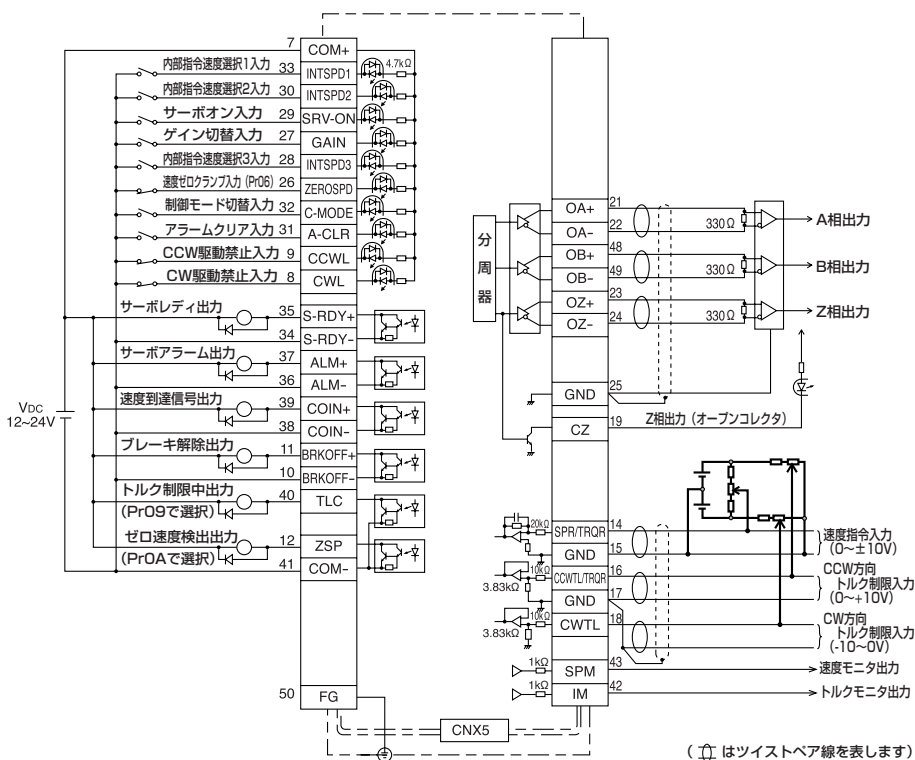 7 COM+
内部指令速度選択1入力 33 INTSPD1 4.7kΩ
内部指令速度選択2入力 30 INTSPD2
サーボオン入力 29 SRV-ON
ゲイン切替入力 27 GAIN
内部指令速度選択3入力 28 INTSPD3
速度ゼロクランプ入力 (Pr06) 26 ZEROSPD
制御モード切替入力 32 C-MODE
アラームクリア入力 31 A-CLR
CCW駆動禁止入力 9 CCWL
CW駆動禁止入力 8 CWL
サーボレディ出力 35 S-RDY+
34 S-RDY-
サーボアラーム出力 37 ALM+
36 ALM-
速度到達信号出力 39 COIN+
38 COIN-
ブレーキ解除出力 11 BRKOFF+
10 BRKOFF-
トルク制限中出力 40 TLC
(Pr09で選択)
ゼロ速度検出出力 12 ZSP
(Pr0Aで選択) 41 COM-
VDC
12~24V
50 FG
CNX5
分周器
OA+ 21
OA- 22 330Ω A相出力
OB+ 48
OB- 49 330Ω B相出力
OZ+ 23
OZ- 24 330Ω Z相出力
GND 25
CZ 19 Z相出力 (オープンコレクタ)
20kΩ SPR/TRQR 14 速度指令入力
GND 15 (0~±10V)
10kΩ CCWTL/TRQR 16 CCW方向
3.83kΩ トルク制限入力
GND 17 (0~+10V)
10kΩ CWTL 18 CW方向
3.83kΩ トルク制限入力
(-10~0V)
1kΩ SPM 43 速度モニタ出力
1kΩ IM 42 トルクモニタ出力
( はツイストペア線を表します)